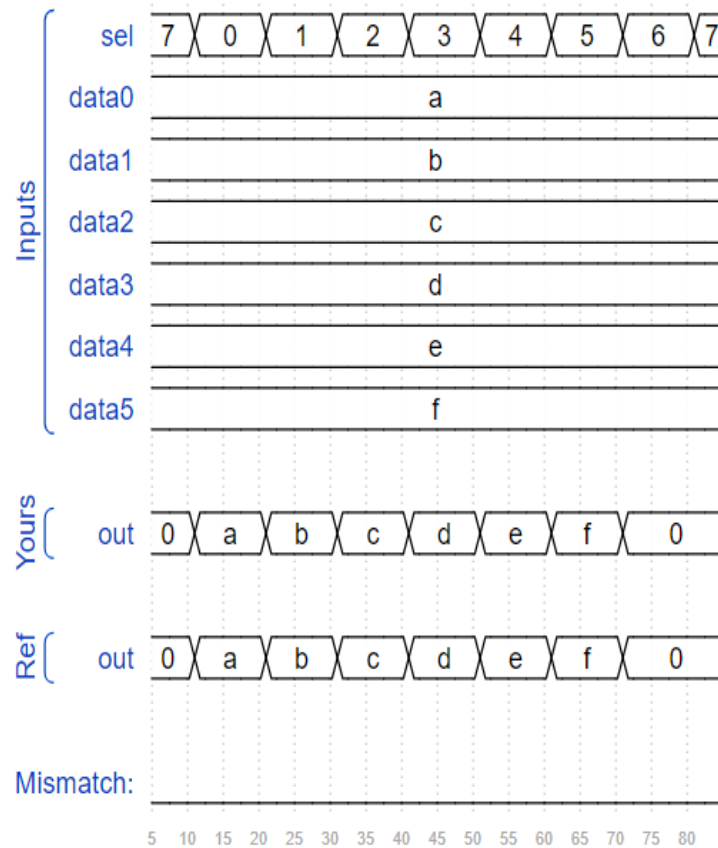 sel 7 0 1 2 3 4 5 6 7
data0 a
data1 b
data2 c
data3 d
data4 e
data5 f
Inputs
Yours
out 0 a b c d e f 0
Ref
out 0 a b c d e f 0
Mismatch:
5 10 15 20 25 30 35 40 45 50 55 60 65 70 75 80